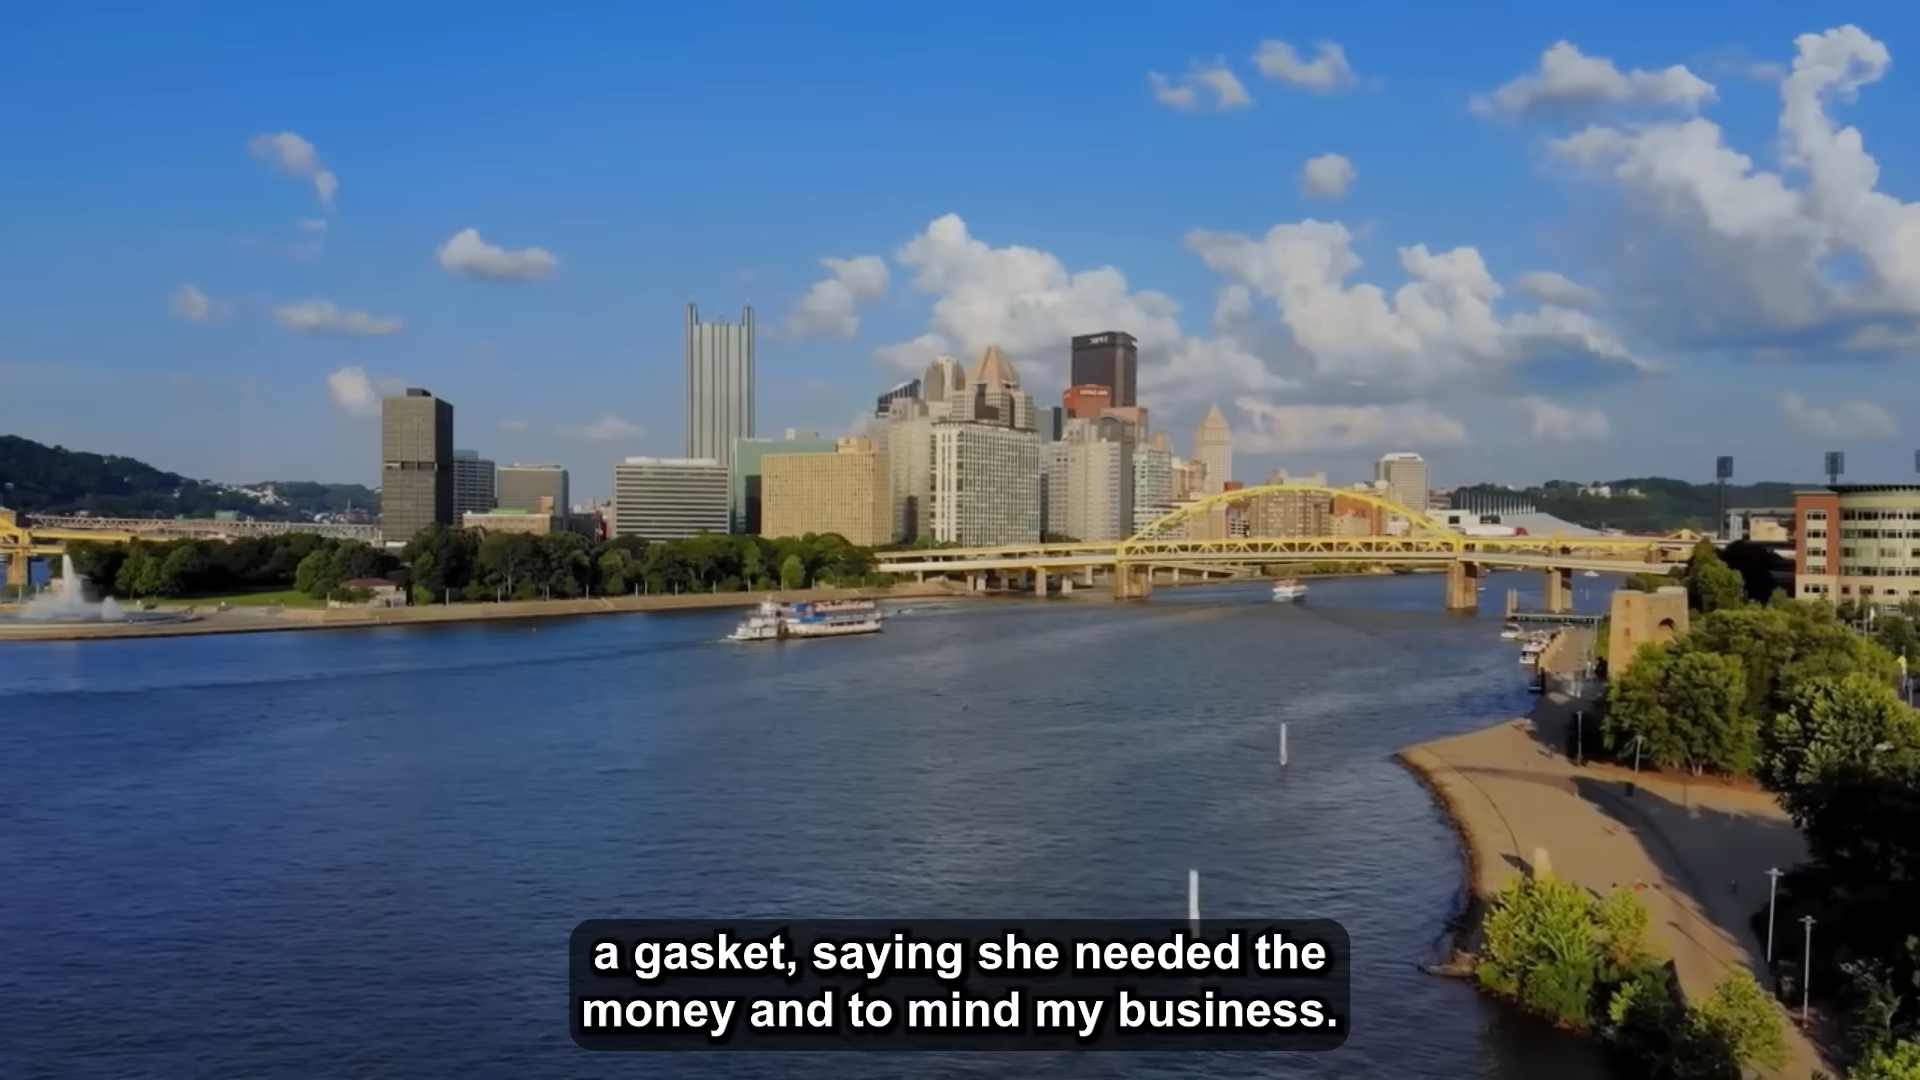 a gasket, saying she needed the
money and to mind my business.